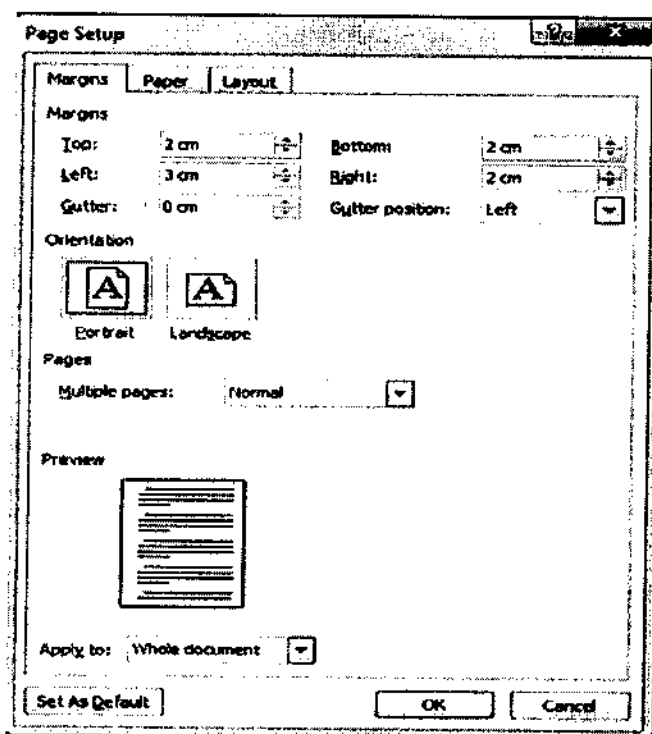 Page Setup
Margins Paper Layout
Margins
Top: 2 cm Bottom: 2 cm
Left: 3 cm Right: 2 cm
Gutter: 0 cm Gutter position: Left
Orientation
A A
Portrait Landscape
Pages
Multiple pages: Normal
Preview
Apply to: Whole document
Set As Default OK Cancel